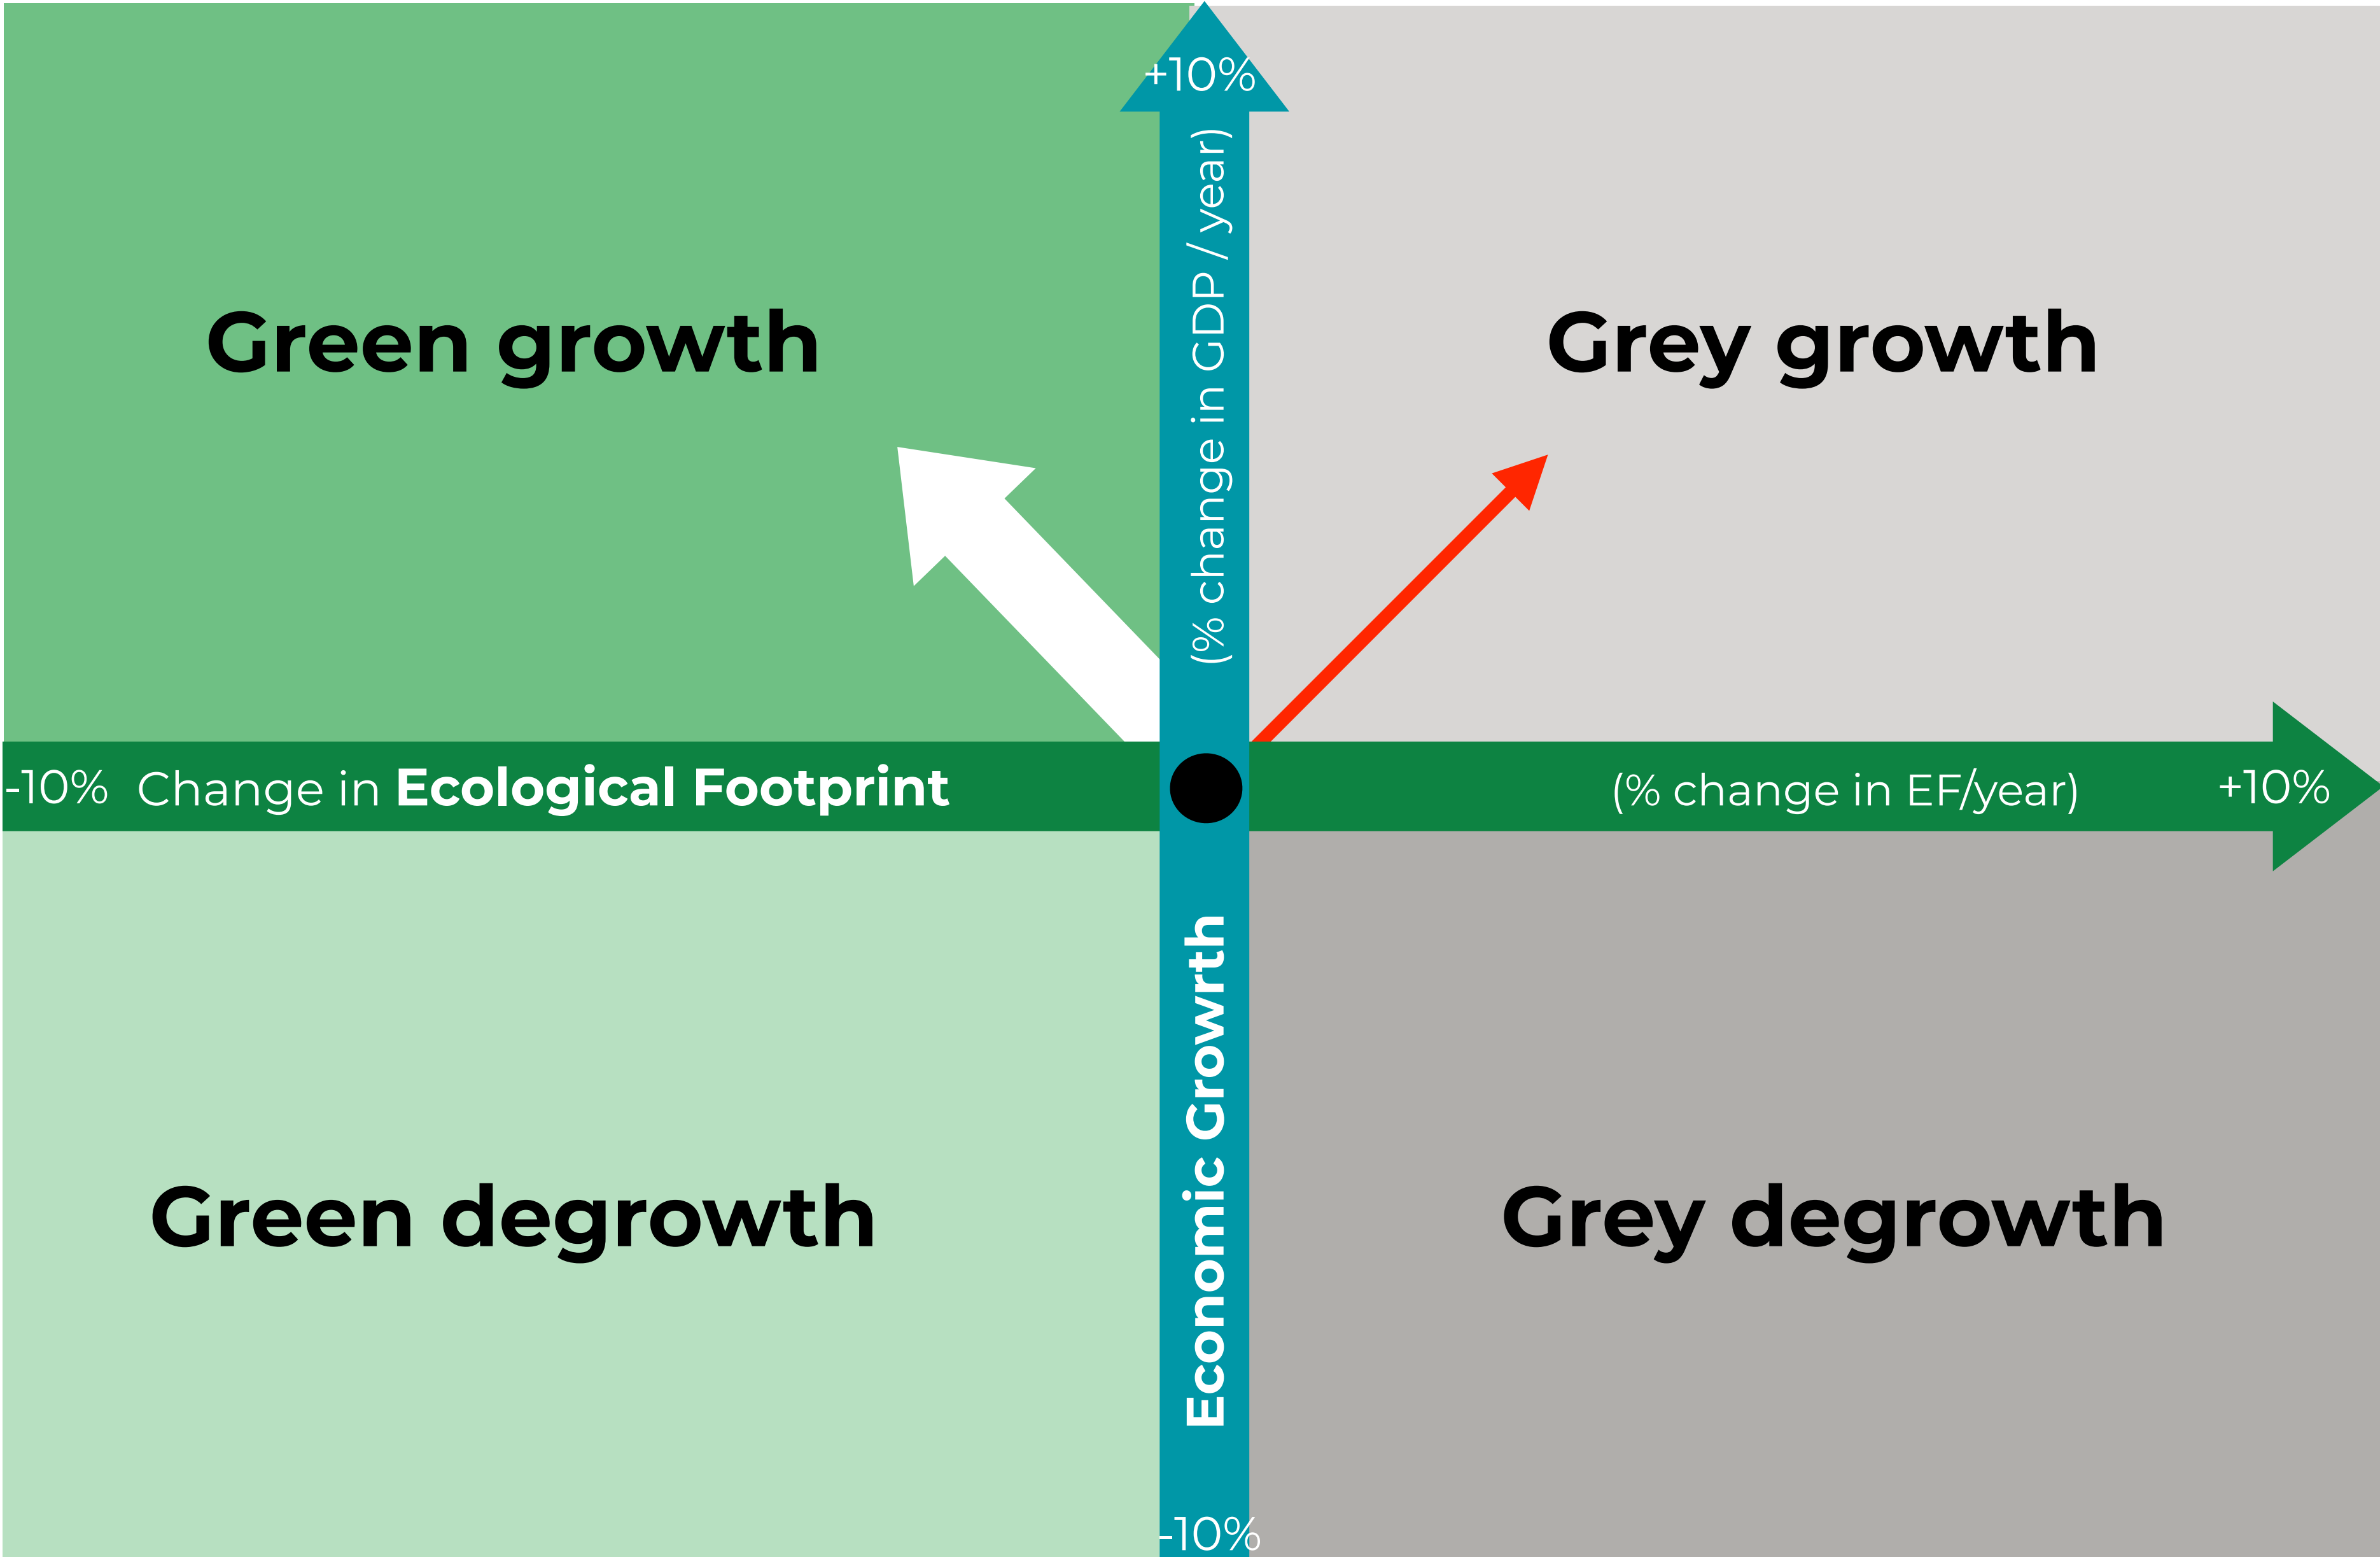 +10%
(% change in GDP / year)
Green growth
Grey growth
-10% Change in Ecological Footprint
(% change in EF/year)
+10%
Economic Growrth
Green degrowth
Grey degrowth
-10%